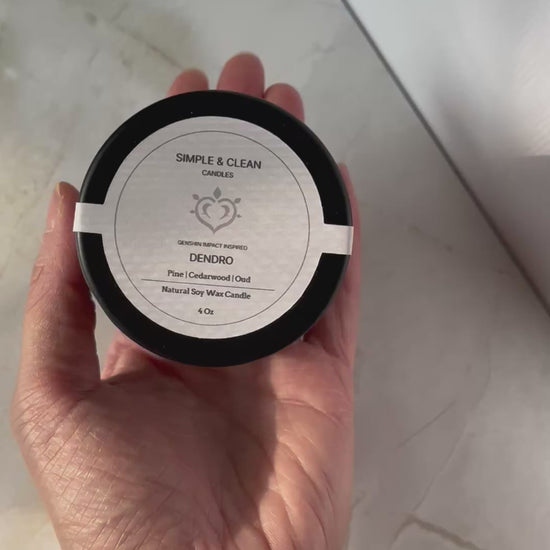 SIMPLE & CLEAN
CANDLES
GENSHIN IMPACT INSPIRED
DENDRO
Pine | Cedarwood | Oud
Natural Soy Wax Candle
4 Oz